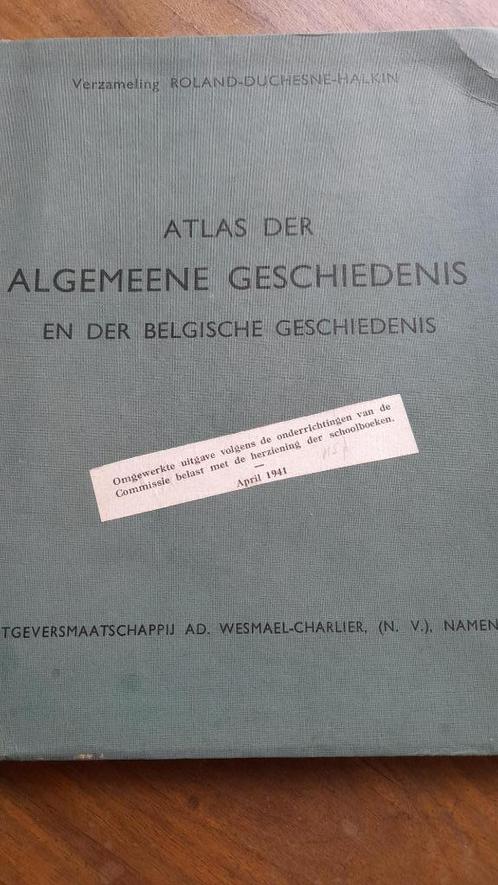 Verzameling ROLAND-DUCHESNE-HALKIN
ATLAS DER
ALGEMEENE GESCHIEDENIS
EN DER BELGISCHE GESCHIEDENIS
Omgewerkte uitgave volgens de onderrichtingen van de
Commissie belast met de herziening der schoolboeken.
—
April 1941
TGEVERSMAATSCHAPPIJ AD. WESMAEL-CHARLIER, (N. V.), NAMEN